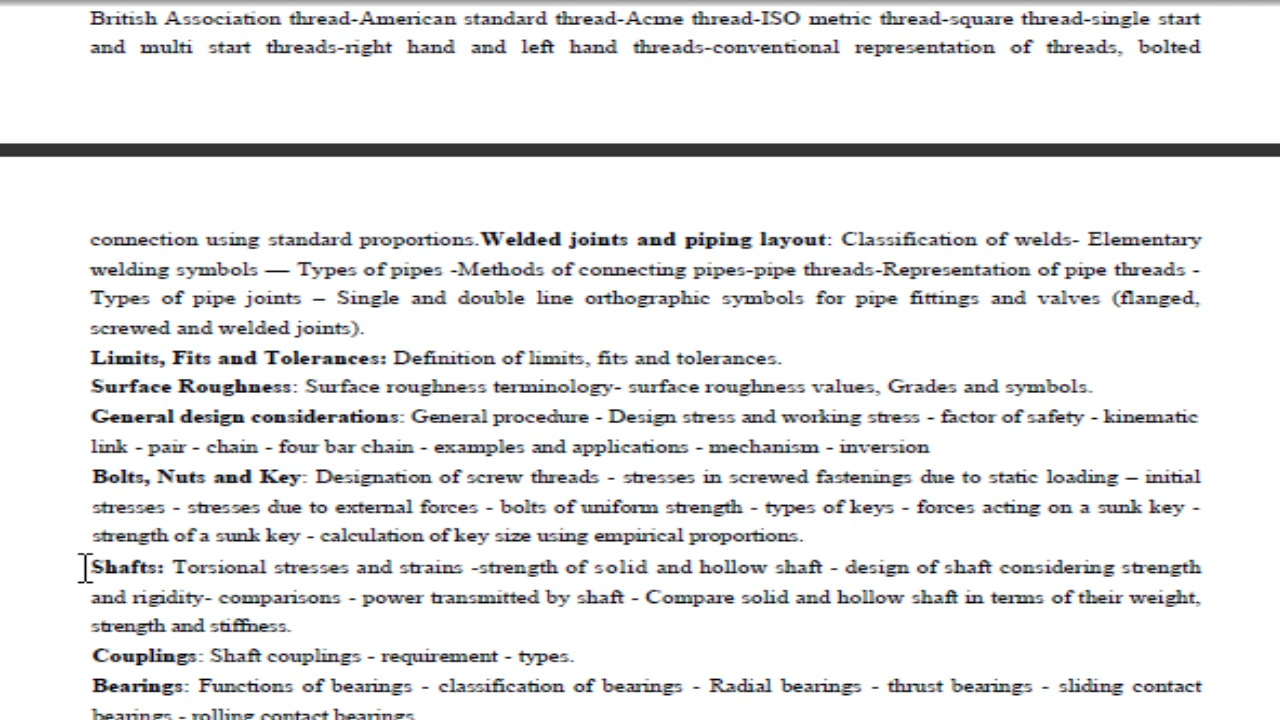 British Association thread-American standard thread-Acme thread-ISO metric thread-square thread-single start
and multi start threads-right hand and left hand threads-conventional representation of threads, bolted
connection using standard proportions.Welded joints and piping layout: Classification of welds- Elementary
welding symbols — Types of pipes -Methods of connecting pipes-pipe threads-Representation of pipe threads -
Types of pipe joints – Single and double line orthographic symbols for pipe fittings and valves (flanged,
screwed and welded joints).
Limits, Fits and Tolerances: Definition of limits, fits and tolerances.
Surface Roughness: Surface roughness terminology- surface roughness values, Grades and symbols.
General design considerations: General procedure - Design stress and working stress - factor of safety - kinematic
link - pair - chain - four bar chain - examples and applications - mechanism - inversion
Bolts, Nuts and Key: Designation of screw threads - stresses in screwed fastenings due to static loading – initial
stresses - stresses due to external forces - bolts of uniform strength - types of keys - forces acting on a sunk key -
strength of a sunk key - calculation of key size using empirical proportions.
Shafts: Torsional stresses and strains -strength of solid and hollow shaft - design of shaft considering strength
and rigidity- comparisons - power transmitted by shaft - Compare solid and hollow shaft in terms of their weight,
strength and stiffness.
Couplings: Shaft couplings - requirement - types.
Bearings: Functions of bearings - classification of bearings - Radial bearings - thrust bearings - sliding contact
bearings - rolling contact bearings.